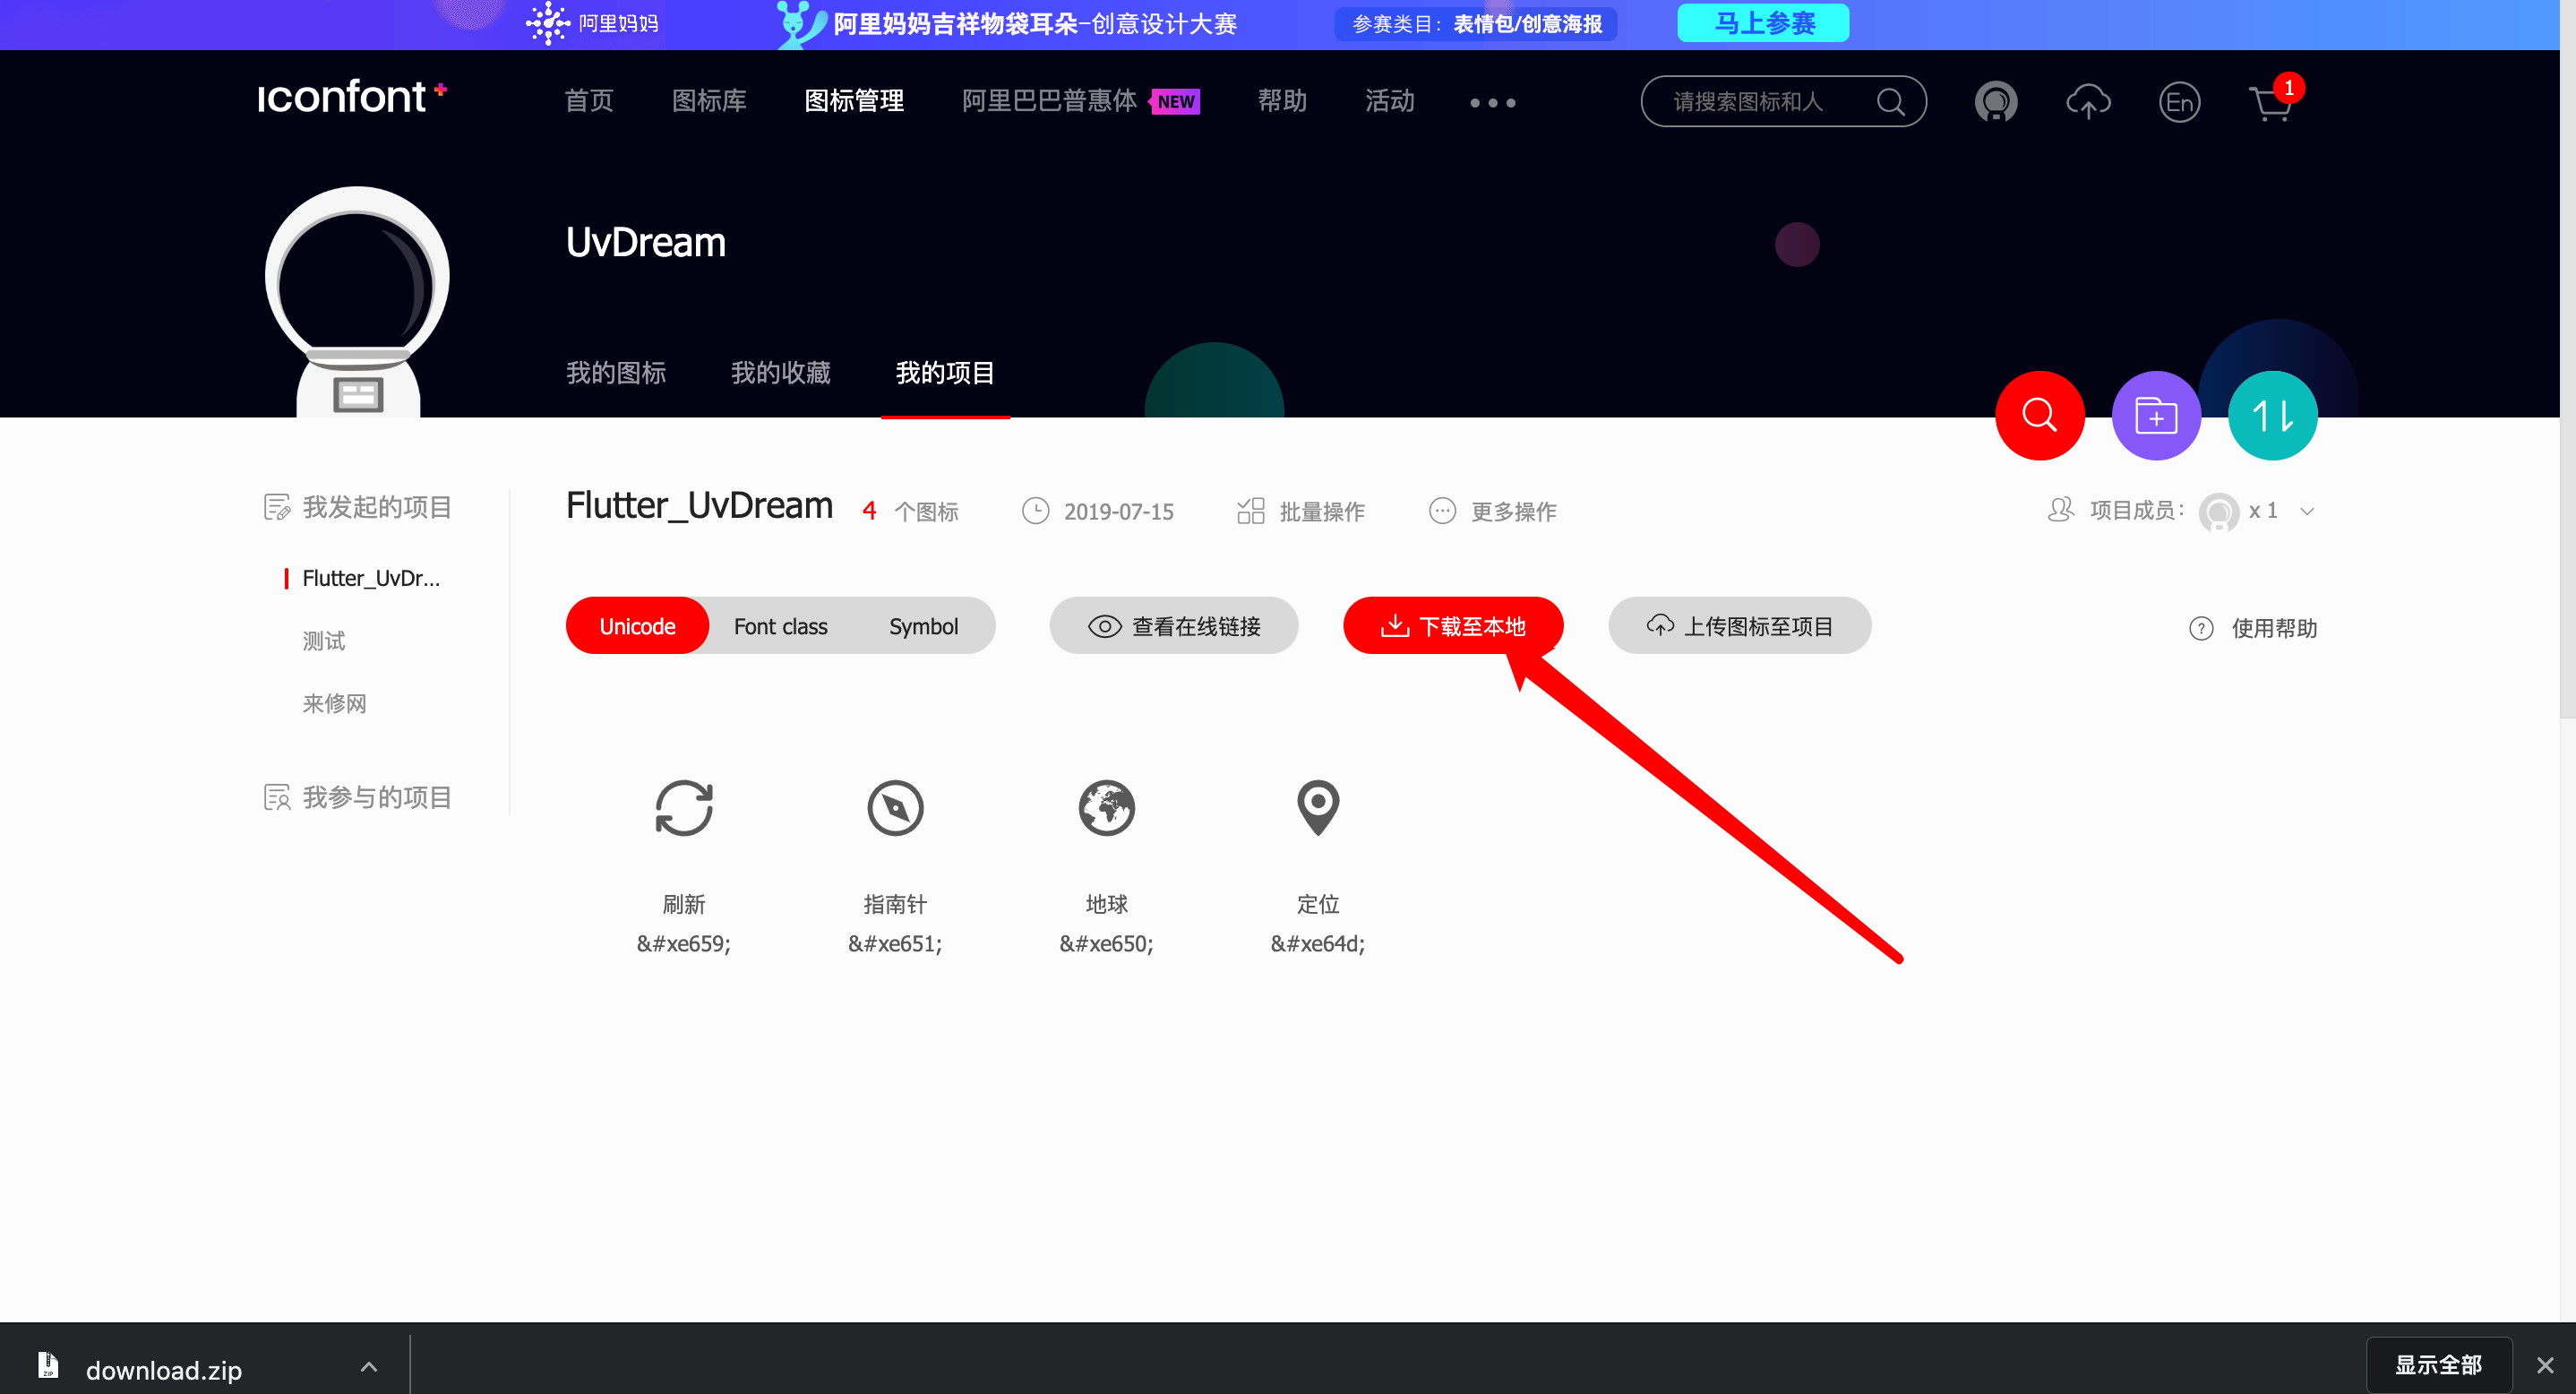 阿里妈妈 阿里妈妈吉祥物袋耳朵-创意设计大赛 参赛类目：表情包/创意海报 马上参赛
iconfont+ 首页 图标库 图标管理 阿里巴巴普惠体 NEW 帮助 活动 ••• 请搜索图标和人 En 1
UvDream
我的图标 我的收藏 我的项目
我发起的项目
Flutter_UvDr...
测试
来修网
我参与的项目
Flutter_UvDream 4 个图标 2019-07-15 批量操作 更多操作 项目成员： x 1
Unicode Font class Symbol 查看在线链接 下载至本地 上传图标至项目 使用帮助
刷新 指南针 地球 定位
&#xe659; &#xe651; &#xe650; &#xe64d;
ZIP download.zip 显示全部